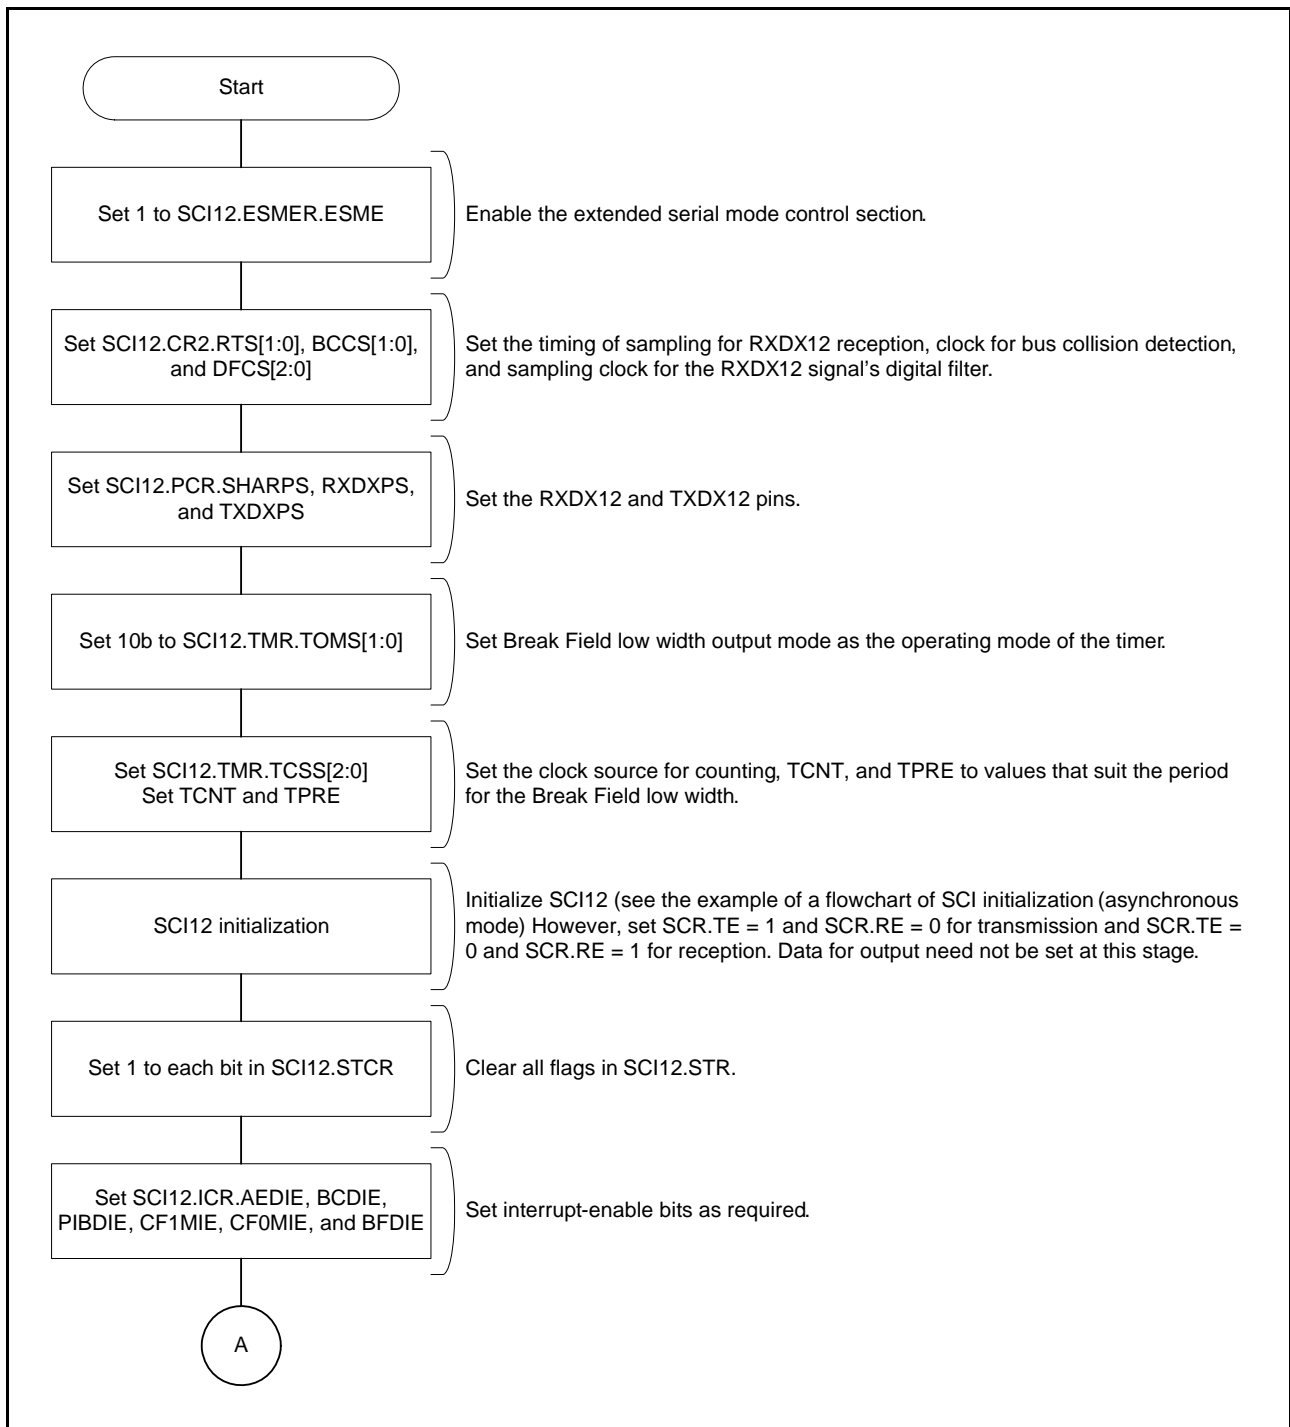 Start
Set 1 to SCI12.ESMER.ESME
Enable the extended serial mode control section.
Set SCI12.CR2.RTS[1:0], BCCS[1:0],
and DFCS[2:0]
Set the timing of sampling for RXDX12 reception, clock for bus collision detection,
and sampling clock for the RXDX12 signal’s digital filter.
Set SCI12.PCR.SHARPS, RXDXPS,
and TXDXPS
Set the RXDX12 and TXDX12 pins.
Set 10b to SCI12.TMR.TOMS[1:0]
Set Break Field low width output mode as the operating mode of the timer.
Set SCI12.TMR.TCSS[2:0]
Set TCNT and TPRE
Set the clock source for counting, TCNT, and TPRE to values that suit the period
for the Break Field low width.
SCI12 initialization
Initialize SCI12 (see the example of a flowchart of SCI initialization (asynchronous
mode) However, set SCR.TE = 1 and SCR.RE = 0 for transmission and SCR.TE =
0 and SCR.RE = 1 for reception. Data for output need not be set at this stage.
Set 1 to each bit in SCI12.STCR
Clear all flags in SCI12.STR.
Set SCI12.ICR.AEDIE, BCDIE,
PIBDIE, CF1MIE, CF0MIE, and BFDIE
Set interrupt-enable bits as required.
A